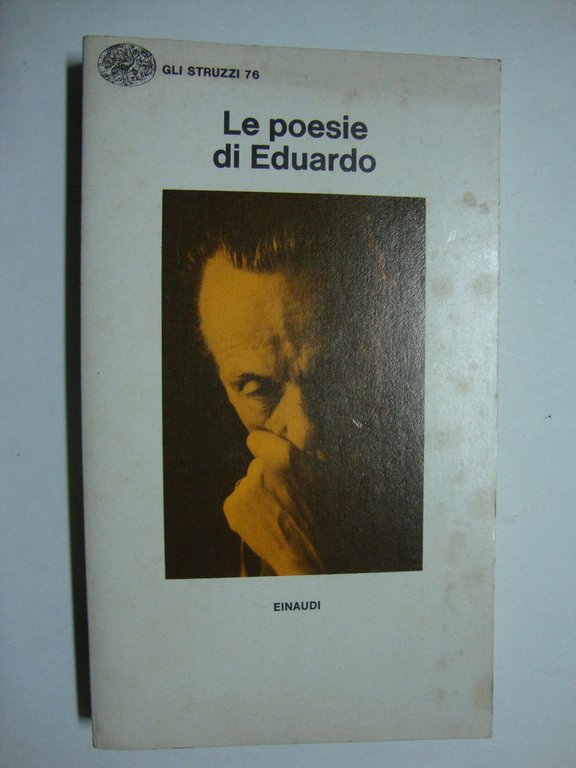 GLI STRUZZI 76
Le poesie
di Eduardo
EINAUDI